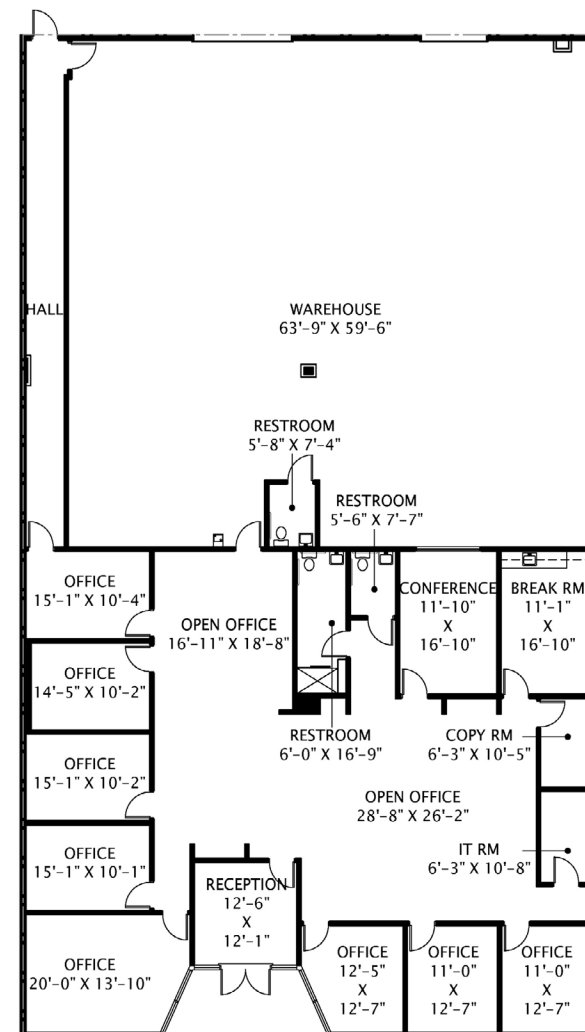 HALL
WAREHOUSE
63'-9" X 59'-6"
RESTROOM
5'-8" X 7'-4"
RESTROOM
5'-6" X 7'-7"
OFFICE
15'-1" X 10'-4"
OPEN OFFICE
16'-11" X 18'-8"
CONFERENCE
11'-10"
X
16'-10"
BREAK RM
11'-1"
X
16'-10"
OFFICE
14'-5" X 10'-2"
RESTROOM
6'-0" X 16'-9"
COPY RM
6'-3" X 10'-5"
OFFICE
15'-1" X 10'-2"
OPEN OFFICE
28'-8" X 26'-2"
IT RM
6'-3" X 10'-8"
OFFICE
15'-1" X 10'-1"
RECEPTION
12'-6"
X
12'-1"
OFFICE
20'-0" X 13'-10"
OFFICE
12'-5"
X
12'-7"
OFFICE
11'-0"
X
12'-7"
OFFICE
11'-0"
X
12'-7"